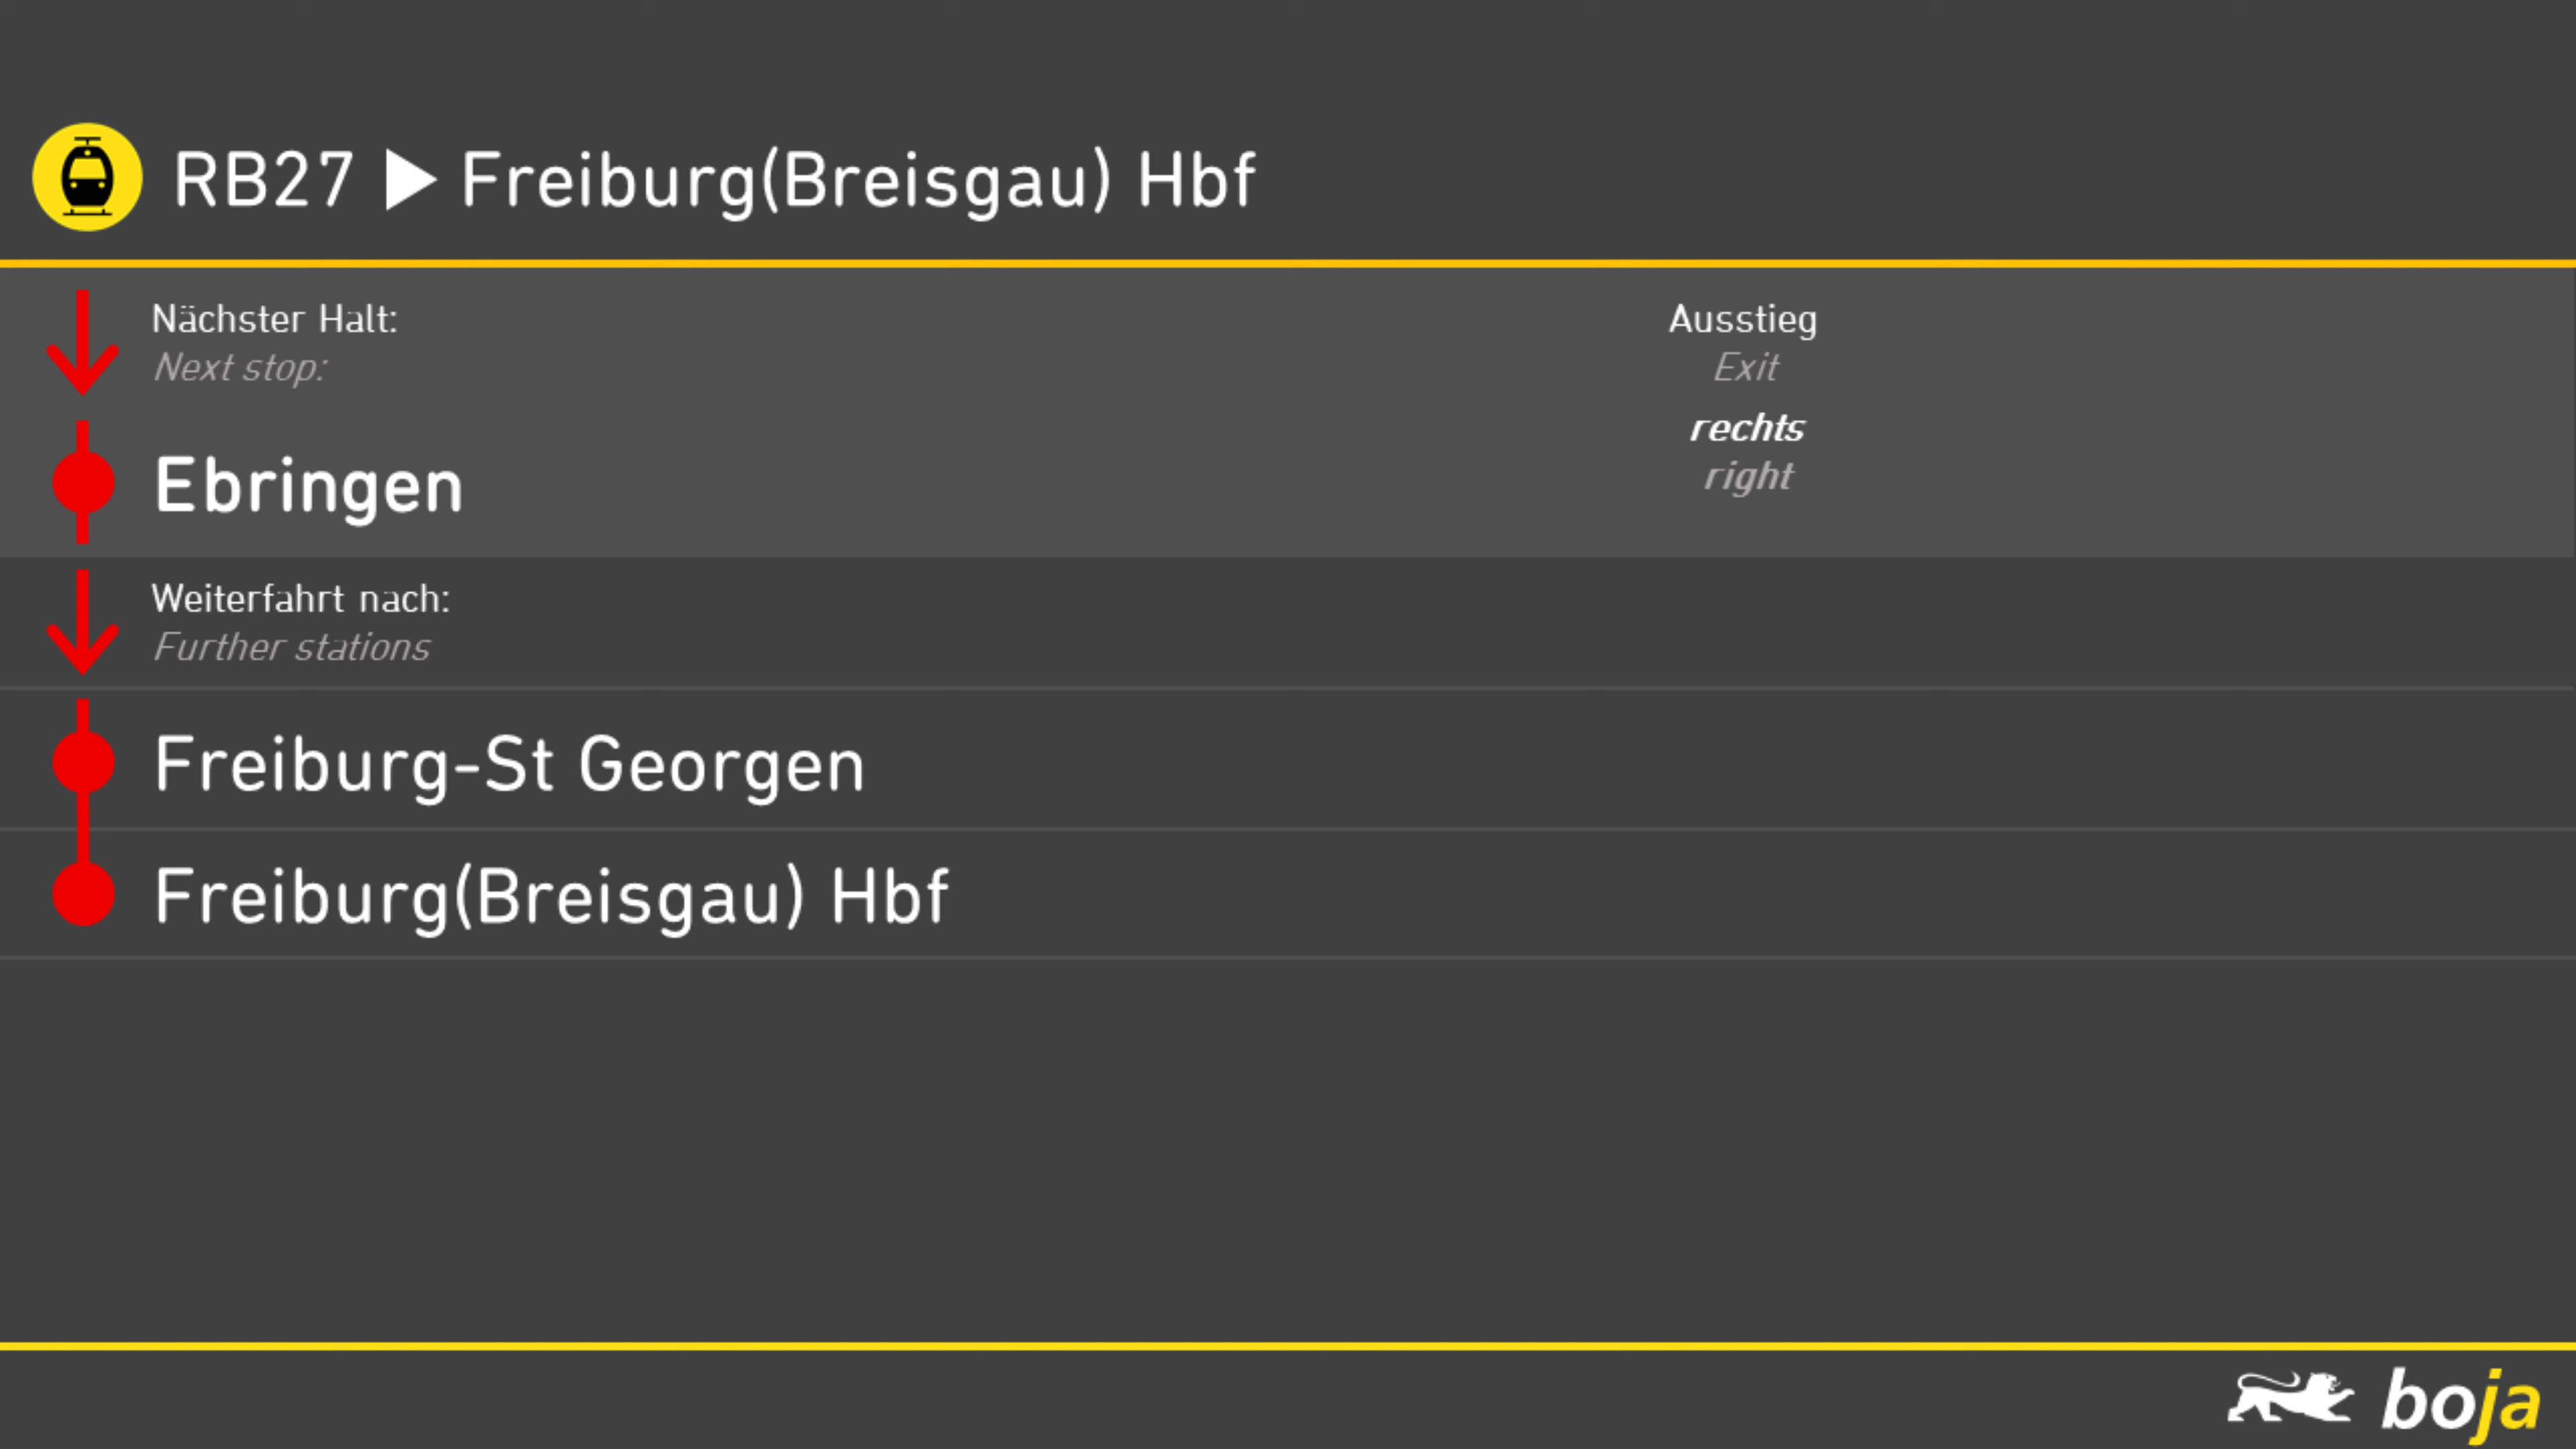 RB27 ▶ Freiburg(Breisgau) Hbf
Nächster Halt:
Next stop:
Ebringen
Ausstieg
Exit
rechts
right
Weiterfahrt nach:
Further stations
Freiburg-St Georgen
Freiburg(Breisgau) Hbf
boja